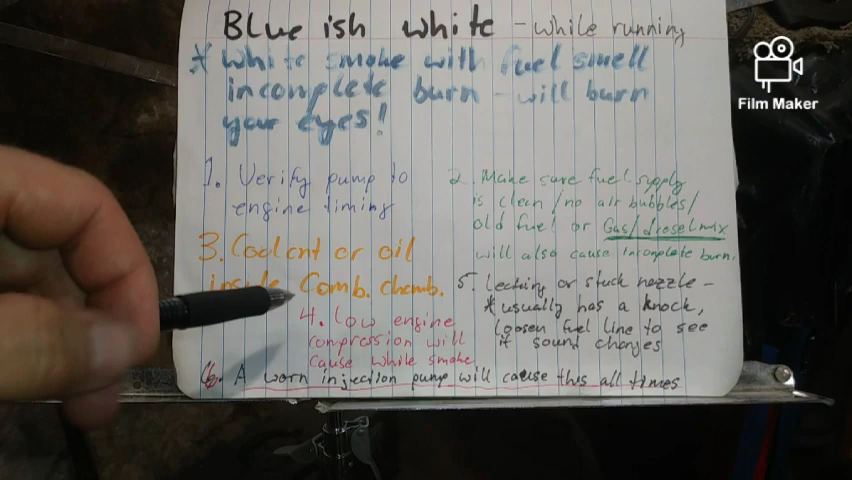 Blue ish white - while running
* White smoke with fuel smell
incomplete burn - will burn
your eyes!
1. Verify pump to
engine timing
2. Make sure fuel supply
is clean/no air bubbles/
old fuel or Gas/diesel mix
will also cause incomplete burn.
3. Coolant or oil
inside Comb. chamb.
4. Low engine
compression will
cause while smoke
5. Leaking or stuck nozzle -
* usually has a knock,
loosen fuel line to see
if sound changes
6. A worn injection pump will cause this all times
Film Maker